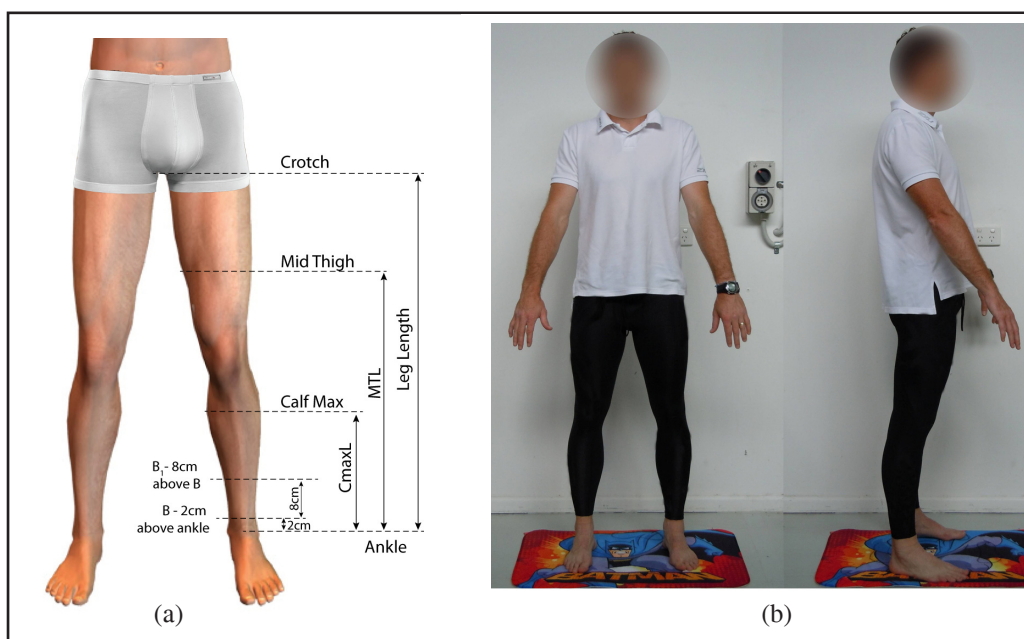 Crotch
Mid Thigh
Leg Length
MTL
Calf Max
CmaxL
B₁- 8cm
above B
8cm
B - 2cm
above ankle
2cm
Ankle
BATMAN
BATMAN
(a)
(b)